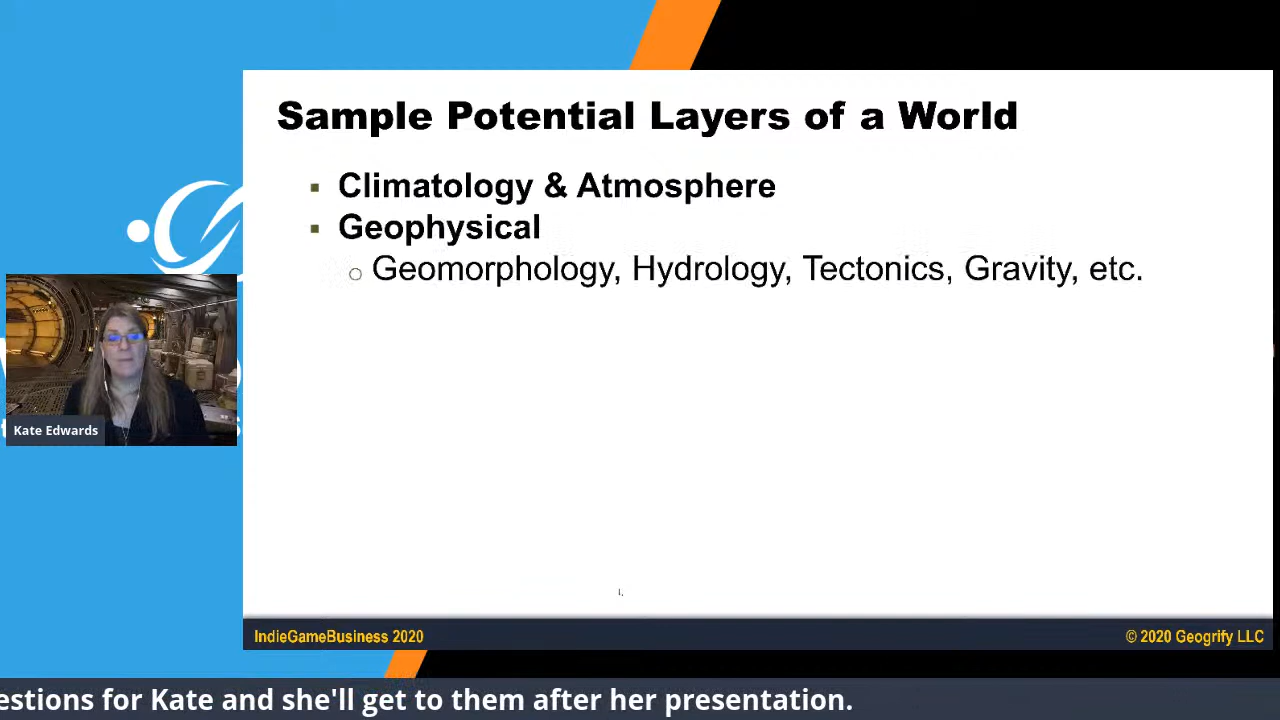 Sample Potential Layers of a World
Climatology & Atmosphere
Geophysical
Geomorphology, Hydrology, Tectonics, Gravity, etc.
Kate Edwards
IndieGameBusiness 2020
© 2020 Geogrify LLC
estions for Kate and she'll get to them after her presentation.